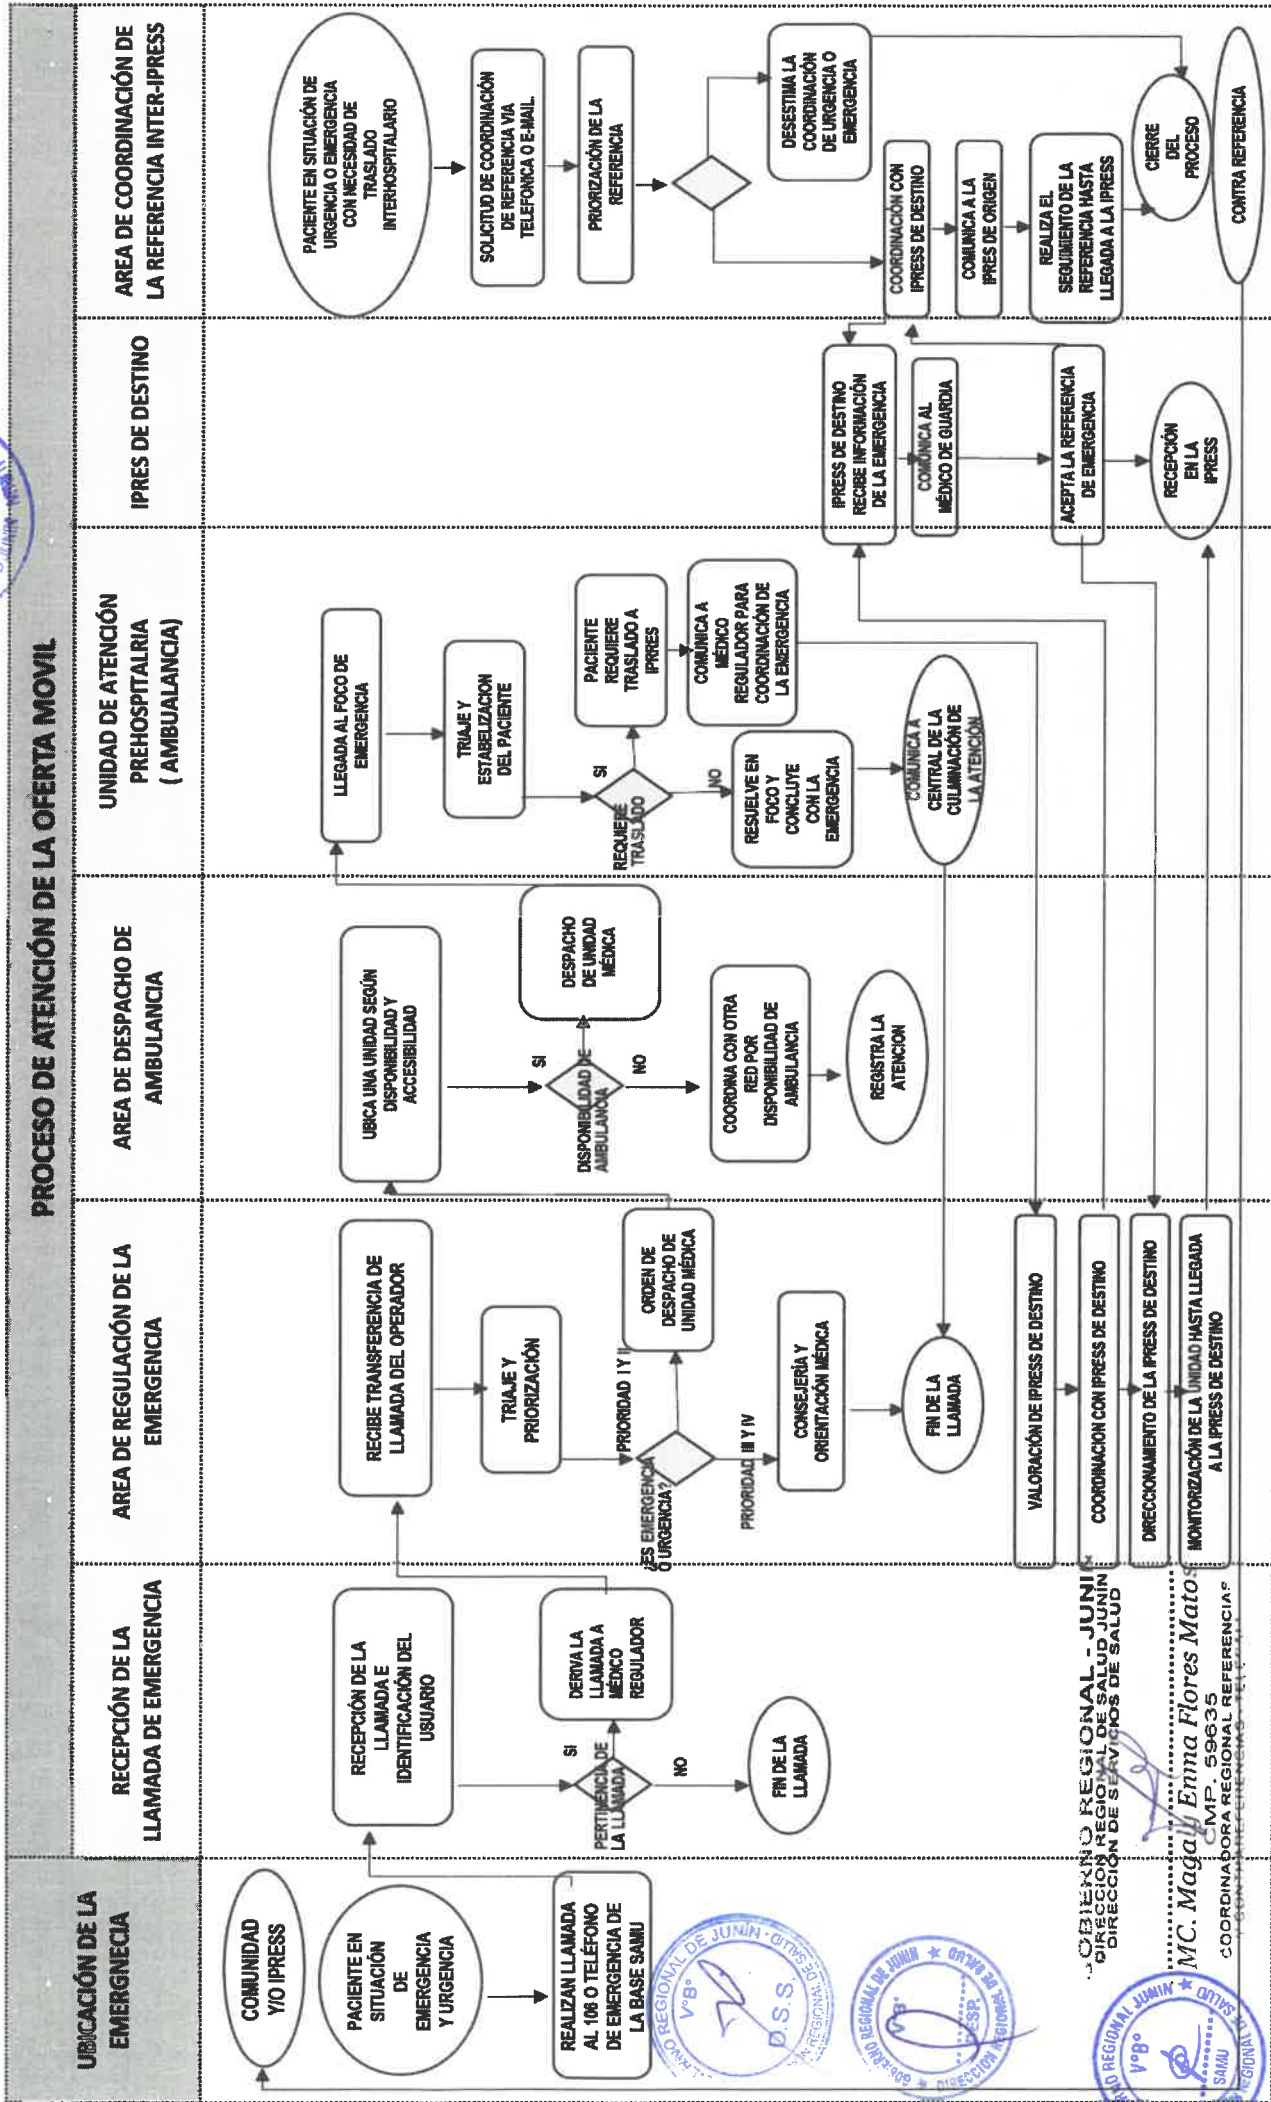 PROCESO DE ATENCIÓN DE LA OFERTA MOVIL
UBICACIÓN DE LA
EMERGNECIA
COMUNIDAD
Y/O IPRESS
PACIENTE EN
SITUACIÓN
DE
EMERGENCIA
Y URGENCIA
REALIZAN LLAMADA
AL 106 O TELÉFONO
DE EMERGENCIA DE
LA BASE SAMU
RECEPCIÓN DE LA
LLAMADA DE EMERGENCIA
RECEPCIÓN DE LA
LLAMADA E
IDENTIFICACIÓN DEL
USUARIO
PERTINENCIA DE
LA LLAMADA
SI
DERIVA LA
LLAMADA A
MÉDICO
REGULADOR
NO
FIN DE LA
LLAMADA
AREA DE REGULACIÓN DE LA
EMERGENCIA
RECIBE TRANSFERENCIA DE
LLAMADA DEL OPERADOR
TRIAJE Y
PRIORIZACIÓN
¿ES EMERGENCIA
O URGENCIA?
PRIORIDAD I Y II
ORDEN DE
DESPACHO DE
UNIDAD MÉDICA
PRIORIDAD III Y IV
CONSEJERÍA Y
ORIENTACIÓN MÉDICA
FIN DE LA
LLAMADA
VALORACIÓN DE IPRESS DE DESTINO
COORDINACION CON IPRESS DE DESTINO
DIRECCIONAMIENTO DE LA IPRESS DE DESTINO
MONITORIZACIÓN DE LA UNIDAD HASTA LLEGADA
A LA IPRESS DE DESTINO
AREA DE DESPACHO DE
AMBULANCIA
UBICA UNA UNIDAD SEGÚN
DISPONIBILIDAD Y
ACCESIBILIDAD
DISPONIBILIDAD DE
AMBULANCIA
SI
DESPACHO
DE UNIDAD
MÉDICA
NO
COORDINA CON OTRA
RED POR
DISPONIBILIDAD DE
AMBULANCIA
REGISTRA LA
ATENCION
UNIDAD DE ATENCIÓN
PREHOSPITALRIA
( AMBUALANCIA)
LLEGADA AL FOCO DE
EMERGENCIA
TRIAJE Y
ESTABELIZACION
DEL PACIENTE
REQUIERE
TRASLADO
SI
PACIENTE
REQUIERE
TRASLADO A
IPRRES
COMUNICA A
MÉDICO
REGULADOR PARA
COORDINACIÓN DE
LA EMERGENCIA
NO
RESUELVE EN
FOCO Y
CONCLUYE
CON LA
EMERGENCIA
COMUNICA A
CENTRAL DE LA
CULMINACIÓN DE
LA ATENCIÓN
IPRES DE DESTINO
IPRESS DE DESTINO
RECIBE INFORMACIÓN
DE LA EMERGENCIA
COMÚNICA AL
MÉDICO DE GUARDIA
ACEPTA LA REFERENCIA
DE EMERGENCIA
RECEPCIÓN
EN LA
IPRESS
AREA DE COORDINACIÓN DE
LA REFERENCIA INTER-IPRESS
PACIENTE EN SITUACIÓN DE
URGENCIA O EMERGENCIA
CON NECESIDAD DE
TRASLADO
INTERHOSPITALARIO
SOLICITUD DE COORDINACIÓN
DE REFERENCIA VIA
TELEFONICA O E-MAIL.
PRIORIZACIÓN DE LA
REFERENCIA
DESESTIMA LA
COORDINACIÓN
DE URGENCIA O
EMERGENCIA
COORDINACIÓN CON
IPRESS DE DESTINO
COMUNICA A LA
IPRES DE ORIGEN
REALIZA EL
SEGUIMIENTO DE LA
REFERENCIA HASTA
LLEGADA A LA IPRESS
CIERRE
DEL
PROCESO
CONTRA REFERENCIA
GOBIERNO REGIONAL - JUNIN
DIRECCIÓN REGIONAL DE SALUD JUNÍN
DIRECCIÓN DE SERVICIOS DE SALUD
MC. Magaly Enma Flores Matos
CMP. 59635
COORDINADORA REGIONAL REFERENCIAS
V°B°
D.S.S.
V°B°
DESP.
GOBIERNO REGIONAL DE JUNIN
DIRECCIÓN REGIONAL DE SALUD
V°B°
SAMU